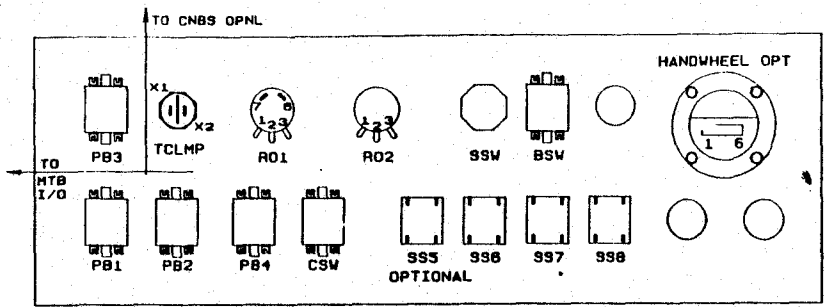 TO CNBS OPNL
HANDWHEEL OPT
X1
X2
7 6
1 2 3
1 2 3
1 6
PB3 TCLMP RO1 RO2 SSW BSW
TO
MTB
I/O
PB1 PB2 PB4 CSW SS5 SS6 SS7 SS8
OPTIONAL